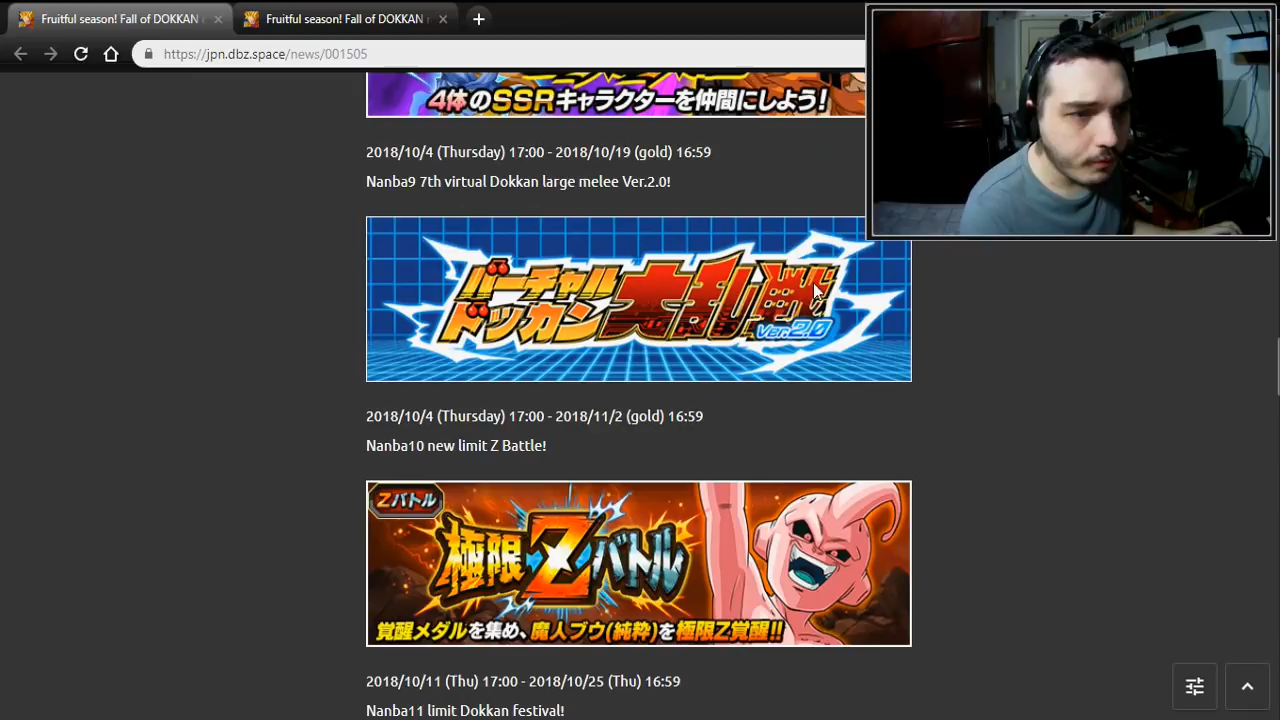 Fruitful season! Fall of DOKKAN
Fruitful season! Fall of DOKKAN
https://jpn.dbz.space/news/001505
4体のSSRキャラクターを仲間にしよう!
2018/10/4 (Thursday) 17:00 - 2018/10/19 (gold) 16:59
Nanba9 7th virtual Dokkan large melee Ver.2.0!
バーチャル
ドッカン
大乱戦
Ver.2.0
2018/10/4 (Thursday) 17:00 - 2018/11/2 (gold) 16:59
Nanba10 new limit Z Battle!
Zバトル
極限Zバトル
覚醒メダルを集め、魔人ブウ(純粋)を極限Z覚醒!!
2018/10/11 (Thu) 17:00 - 2018/10/25 (Thu) 16:59
Nanba11 limit Dokkan festival!